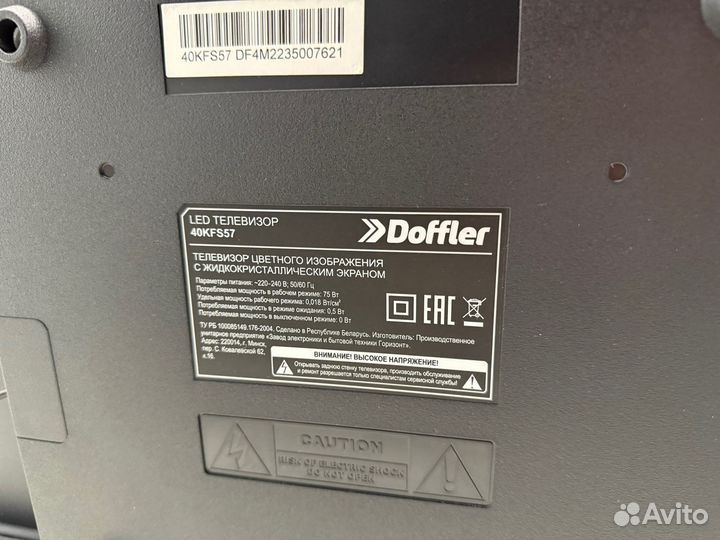 40KFS57 DF4M2235007621
LED ТЕЛЕВИЗОР
40KFS57
Doffler
ТЕЛЕВИЗОР ЦВЕТНОГО ИЗОБРАЖЕНИЯ
С ЖИДКОКРИСТАЛЛИЧЕСКИМ ЭКРАНОМ
Параметры питания: ~220-240 В; 50/60 Гц
Потребляемая мощность в рабочем режиме: 75 Вт
Удельная мощность рабочего режима: 0,018 Вт/см²
Потребляемая мощность в режиме ожидания: 0,5 Вт
Потребляемая мощность в выключенном режиме: 0 Вт
EAC
ТУ РБ 100085149.176-2004. Сделано в Республике Беларусь. Изготовитель: Производственное
унитарное предприятие «Завод электроники и бытовой техники Горизонт».
Адрес: 220014, г. Минск,
пер. С. Ковалевской 62,
к.16.
ВНИМАНИЕ! ВЫСОКОЕ НАПРЯЖЕНИЕ!
Открывать заднюю стенку телевизора, производить обслуживание
и ремонт разрешается только специалистам сервисной службы!
CAUTION
RISK OF ELECTRIC SHOCK
DO NOT OPEN
Avito